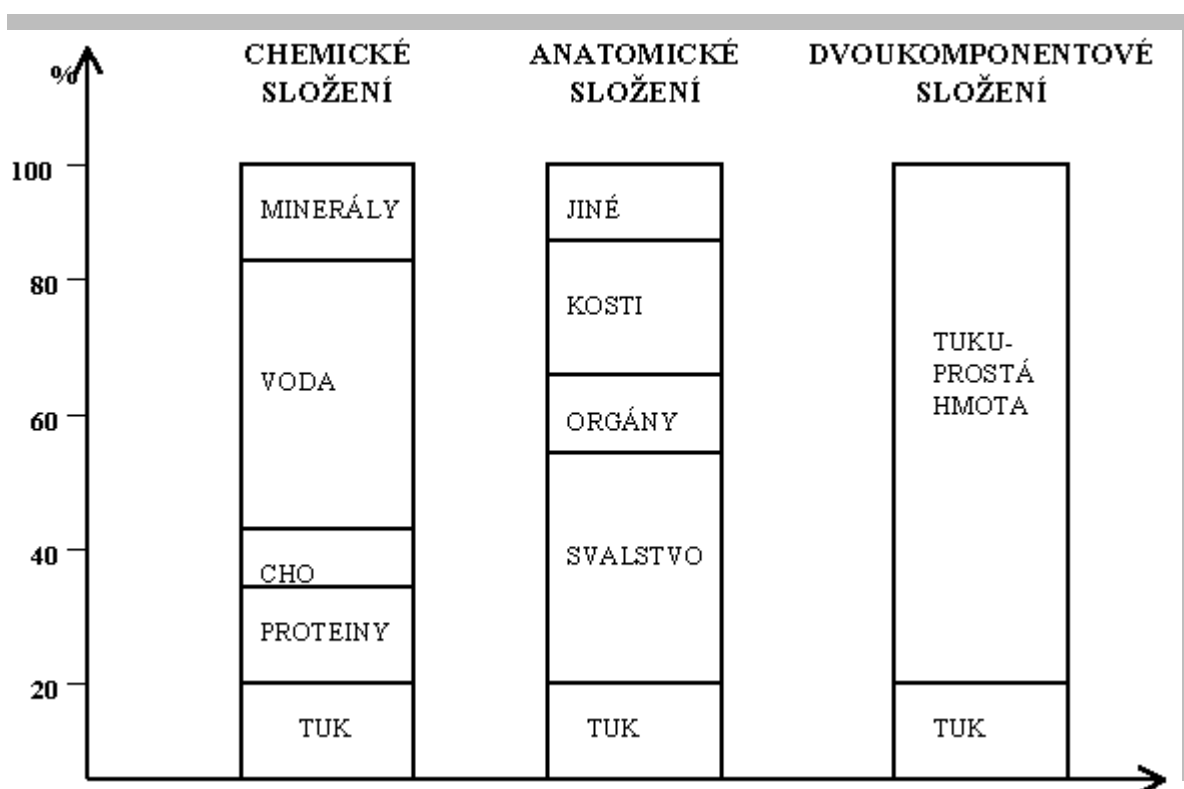 %
CHEMICKÉ
SLOŽENÍ
ANATOMICKÉ
SLOŽENÍ
DVOUKOMPONENTOVÉ
SLOŽENÍ
100
80
60
40
20
MINERÁLY
VODA
CHO
PROTEINY
TUK
JINÉ
KOSTI
ORGÁNY
SVALSTVO
TUK
TUKU-
PROSTÁ
HMOTA
TUK